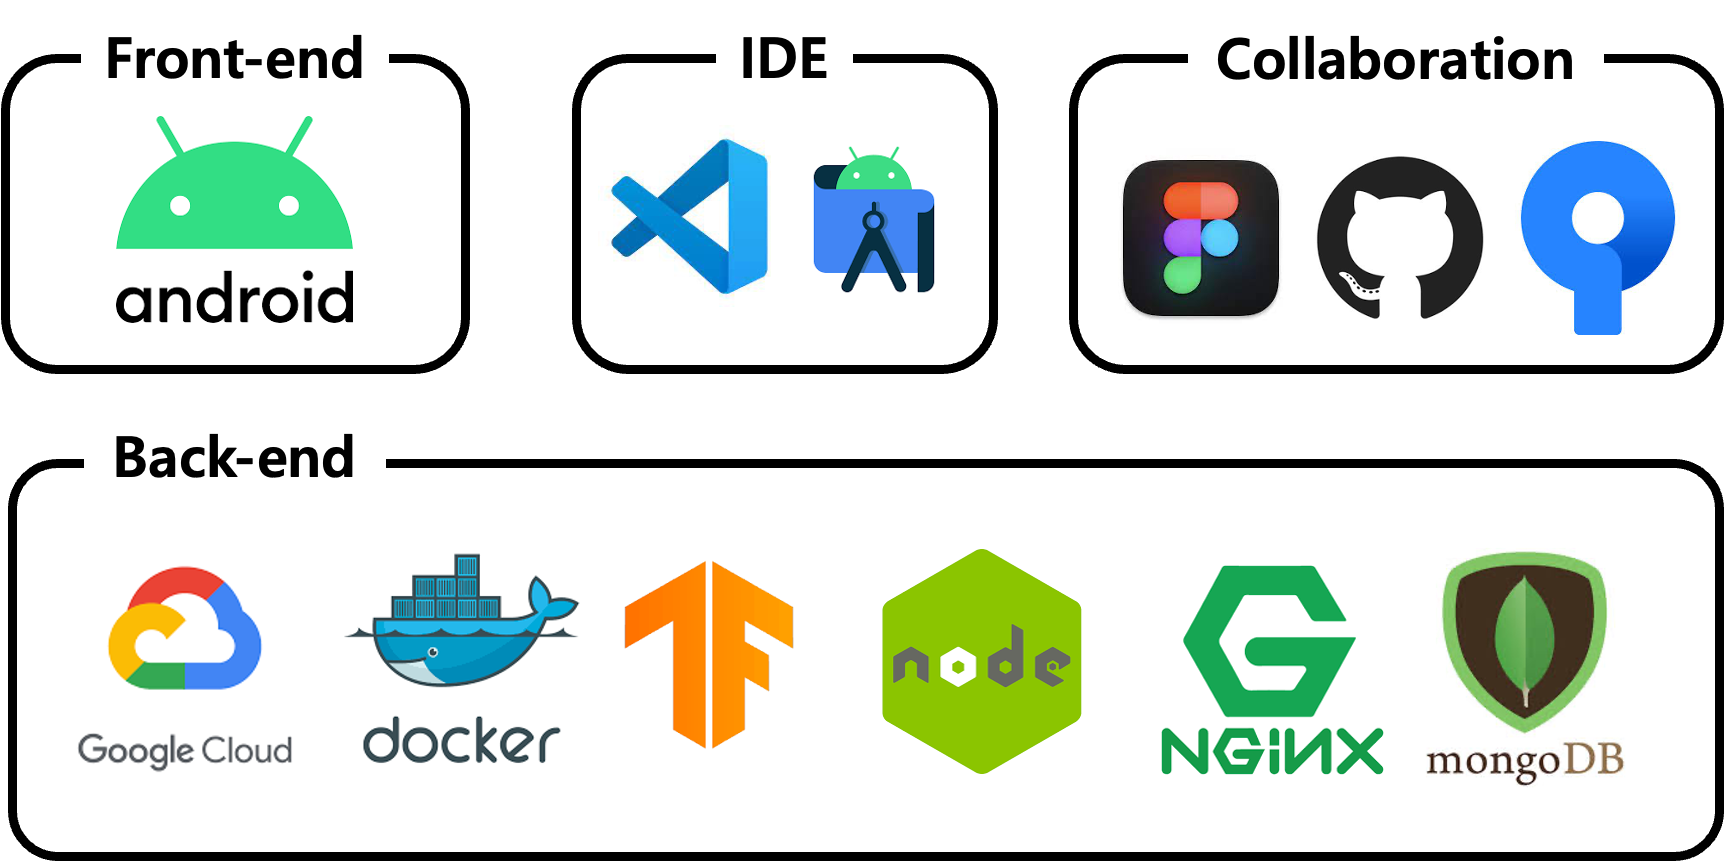 Front-end
IDE
Collaboration
android
Back-end
Google Cloud
docker
node
NGiNX
mongoDB